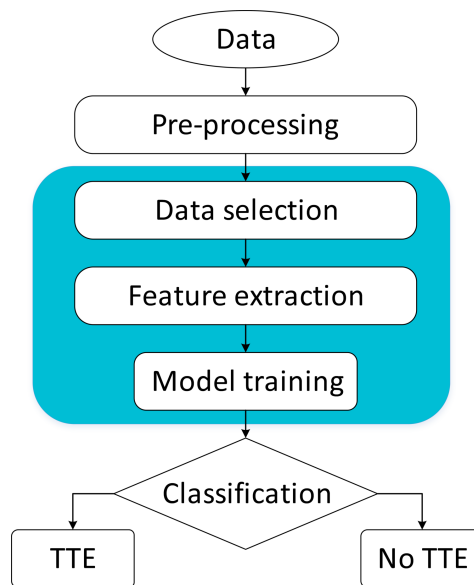 Data
Pre-processing
Data selection
Feature extraction
Model training
Classification
TTE
No TTE